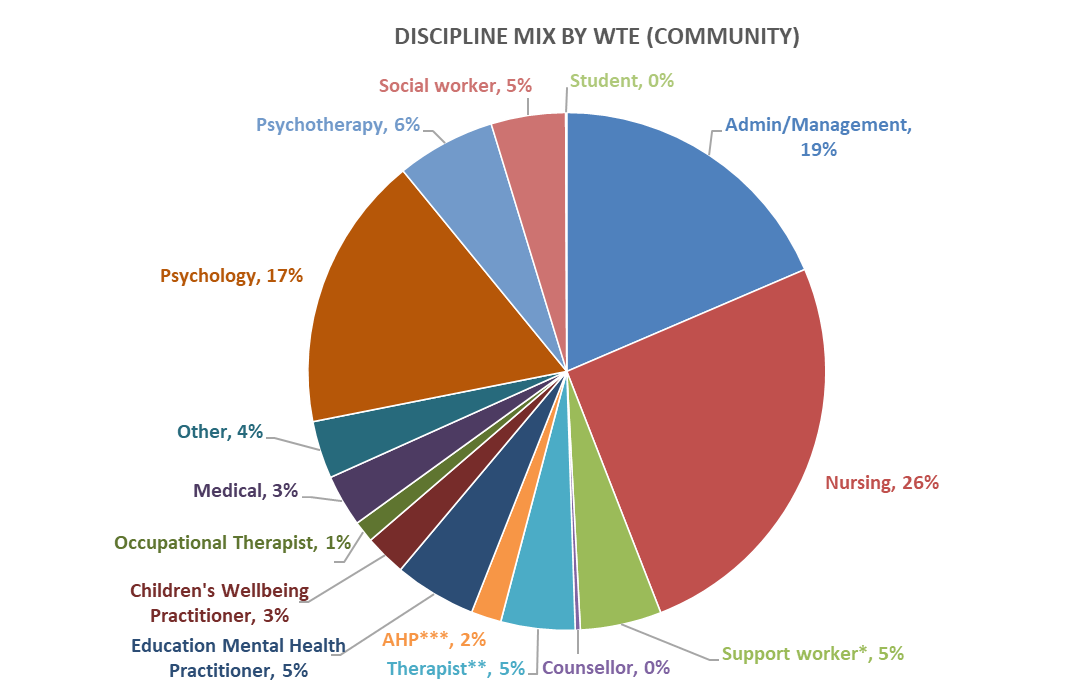 DISCIPLINE MIX BY WTE (COMMUNITY)
Student, 0%
Social worker, 5%
Psychotherapy, 6%
Admin/Management,
19%
Psychology, 17%
Other, 4%
Nursing, 26%
Medical, 3%
Occupational Therapist, 1%
Children's Wellbeing
Practitioner, 3%
Education Mental Health
Practitioner, 5%
AHP***, 2%
Therapist**, 5%
Counsellor, 0%
Support worker*, 5%